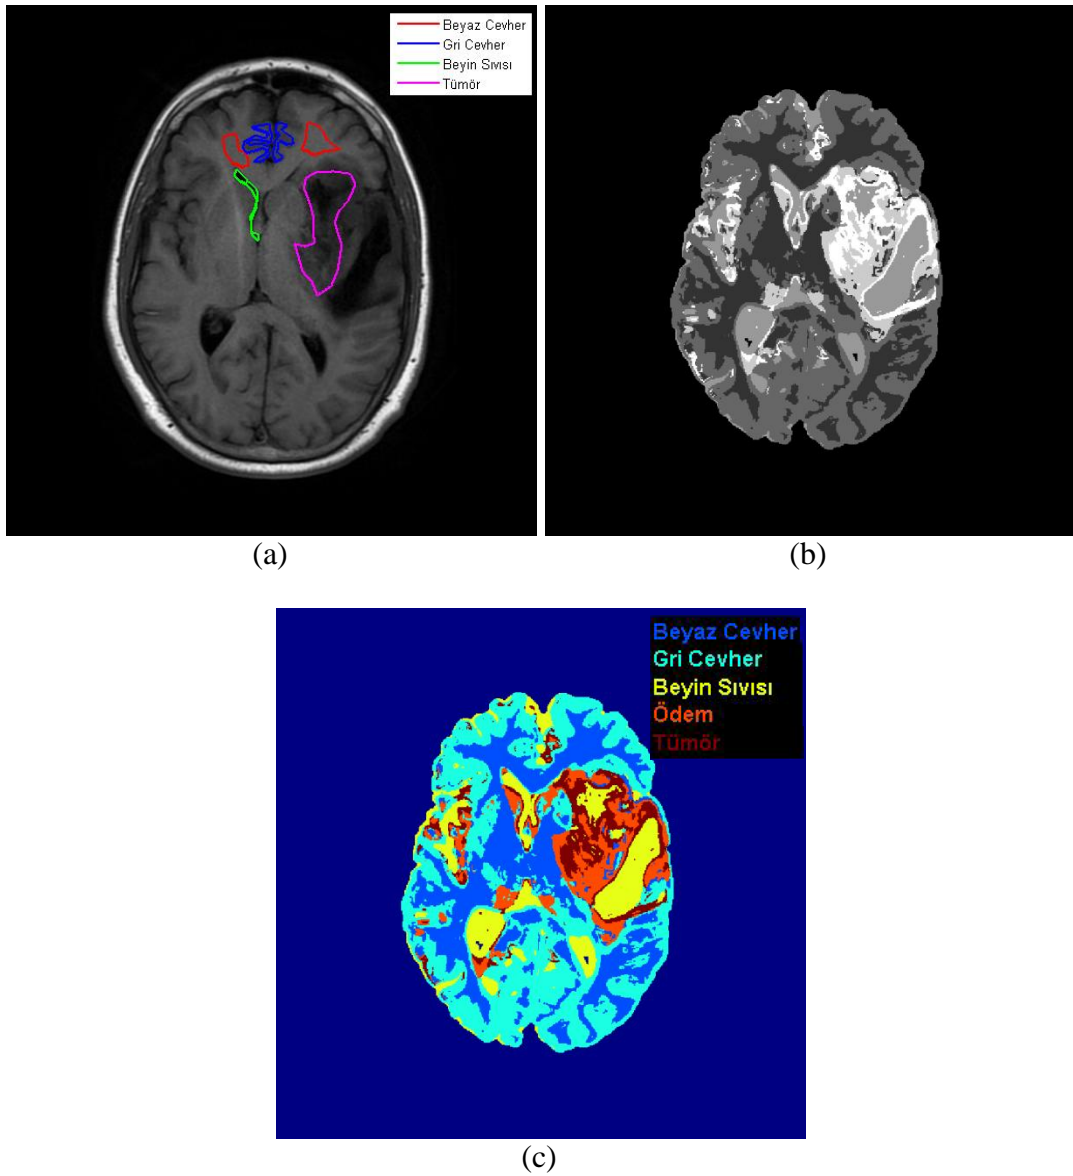 Beyaz Cevher
Gri Cevher
Beyin Sıvısı
Tümör
(a)
(b)
Beyaz Cevher
Gri Cevher
Beyin Sıvısı
Ödem
Tümör
(c)